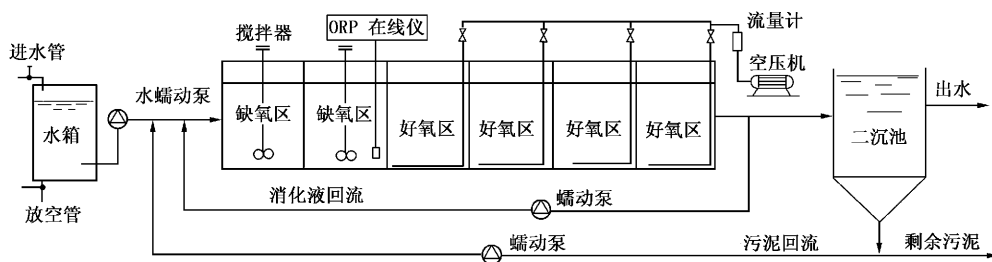 ORP 在线仪
流量计
搅拌器
进水管
空压机
水蠕动泵
出水
水箱
缺氧区
缺氧区
好氧区
好氧区
好氧区
好氧区
二沉池
消化液回流
蠕动泵
放空管
蠕动泵
污泥回流
剩余污泥